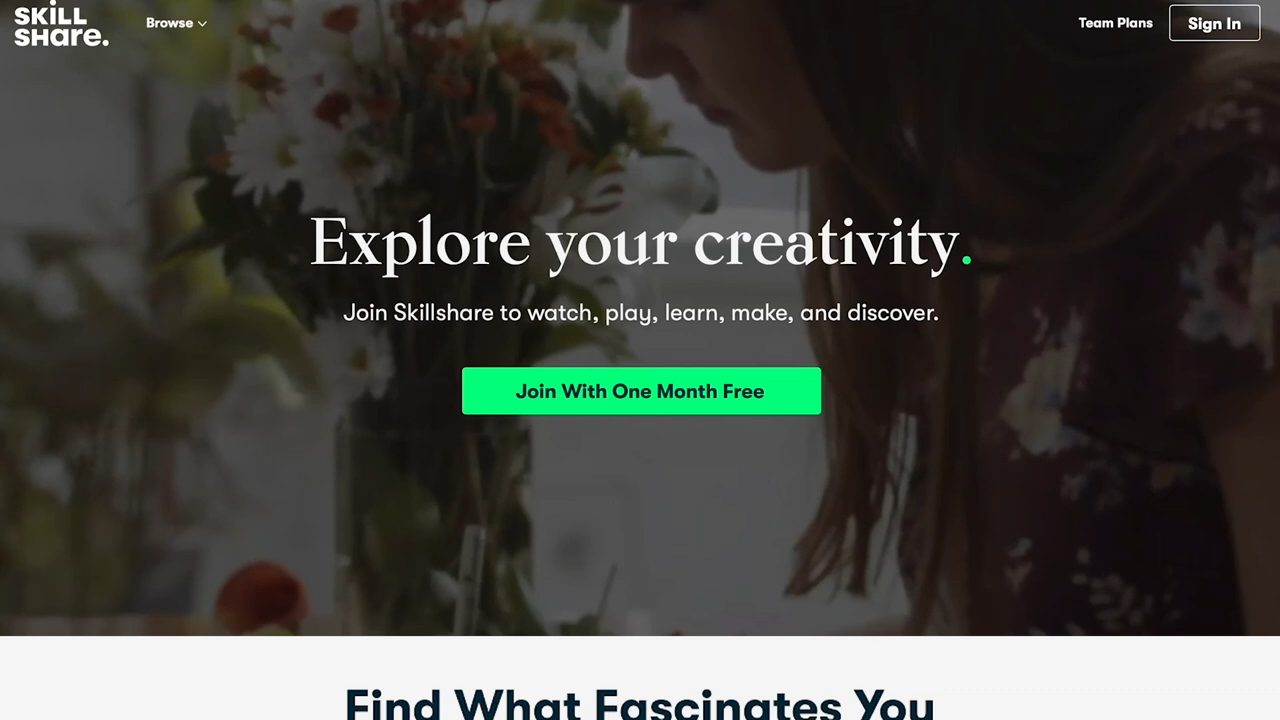 SKiLL
SHare.
Browse
Team Plans
Sign In
Explore your creativity.
Join Skillshare to watch, play, learn, make, and discover.
Join With One Month Free
Find What Fascinates You